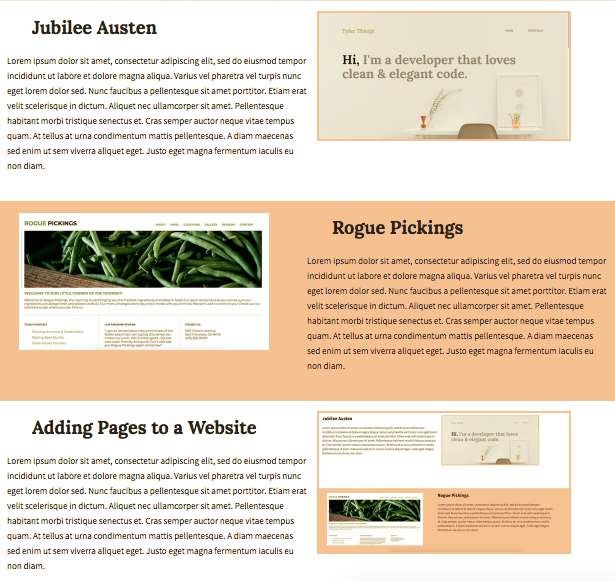 Jubilee Austen
Lorem ipsum dolor sit amet, consectetur adipiscing elit, sed do eiusmod tempor
incididunt ut labore et dolore magna aliqua. Varius vel pharetra vel turpis nunc
eget lorem dolor sed. Nunc faucibus a pellentesque sit amet porttitor. Etiam erat
velit scelerisque in dictum. Aliquet nec ullamcorper sit amet. Pellentesque
habitant morbi tristique senectus et. Cras semper auctor neque vitae tempus
quam. At tellus at urna condimentum mattis pellentesque. A diam maecenas
sed enim ut sem viverra aliquet. Justo eget magna fermentum iaculis eu
non diam.
Tyler Thistja
HOME PORTFOLIO
Hi, I'm a developer that loves
clean & elegant code.
ROGUE PICKINGS
ABOUT MENU LOCATIONS GALLERY REVIEWS CONTENT
WELCOME TO OUR LITTLE CORNER OF THE INTERNET!
TODAY'S SPECIALS
OUR AWESOME REVIEWS!
CONTACT US
Rogue Pickings
Lorem ipsum dolor sit amet, consectetur adipiscing elit, sed do eiusmod tempor
incididunt ut labore et dolore magna aliqua. Varius vel pharetra vel turpis nunc
eget lorem dolor sed. Nunc faucibus a pellentesque sit amet porttitor. Etiam erat
velit scelerisque in dictum. Aliquet nec ullamcorper sit amet. Pellentesque
habitant morbi tristique senectus et. Cras semper auctor neque vitae tempus
quam. At tellus at urna condimentum mattis pellentesque. A diam maecenas
sed enim ut sem viverra aliquet. Justo eget magna fermentum iaculis eu
non diam.
Adding Pages to a Website
Lorem ipsum dolor sit amet, consectetur adipiscing elit, sed do eiusmod tempor
incididunt ut labore et dolore magna aliqua. Varius vel pharetra vel turpis nunc
eget lorem dolor sed. Nunc faucibus a pellentesque sit amet porttitor. Etiam erat
velit scelerisque in dictum. Aliquet nec ullamcorper sit amet. Pellentesque
habitant morbi tristique senectus et. Cras semper auctor neque vitae tempus
quam. At tellus at urna condimentum mattis pellentesque. A diam maecenas
sed enim ut sem viverra aliquet. Justo eget magna fermentum iaculis eu
non diam.
Jubilee Austen
Hi, I'm a developer that loves
clean & elegant code.
ROGUE PICKINGS
Rogue Pickings